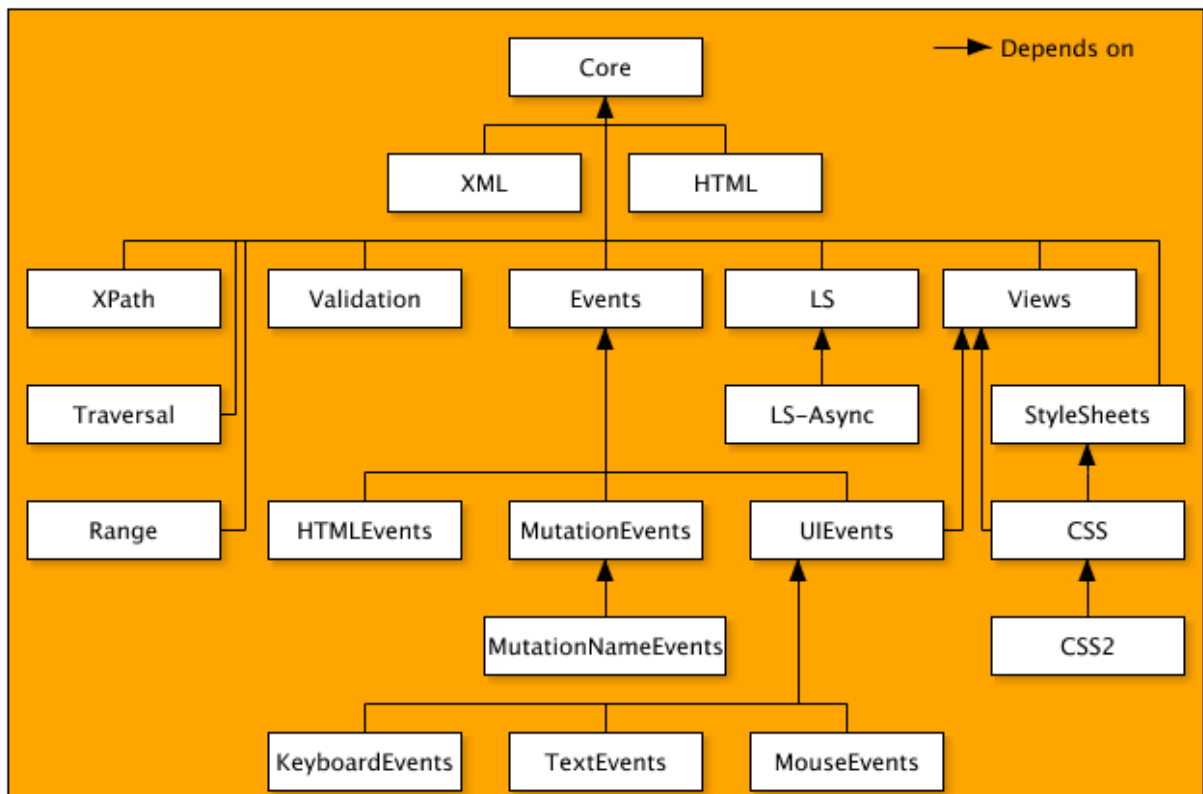 Core
Depends on
XML
HTML
XPath
Validation
Events
LS
Views
Traversal
LS-Async
StyleSheets
Range
HTMLEvents
MutationEvents
UIEvents
CSS
MutationNameEvents
CSS2
KeyboardEvents
TextEvents
MouseEvents